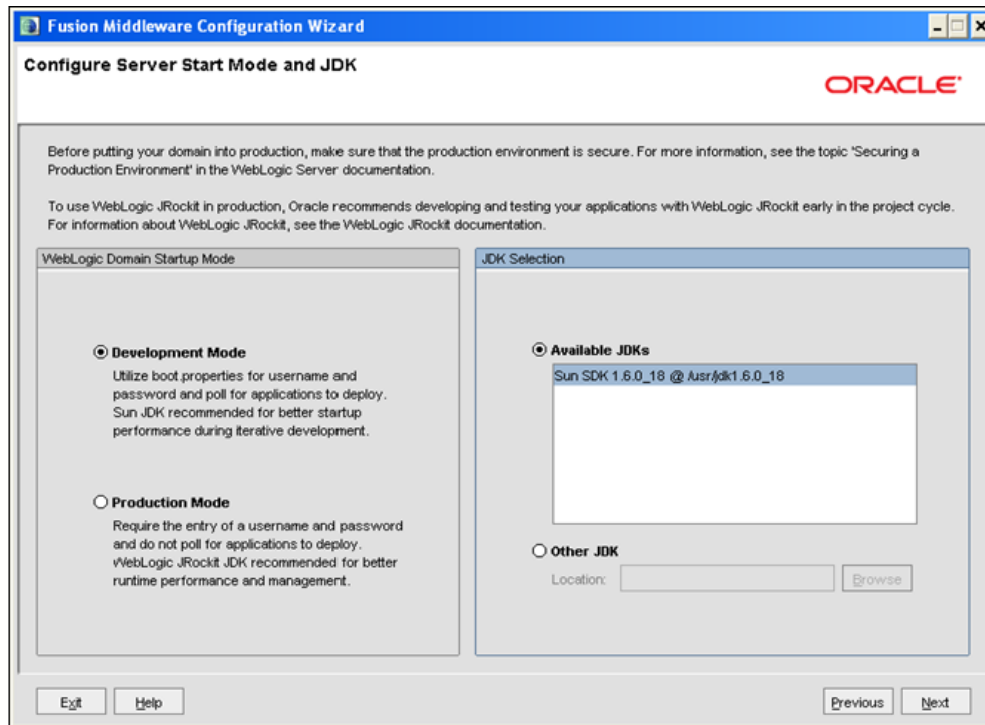 Fusion Middleware Configuration Wizard
Configure Server Start Mode and JDK
ORACLE
Before putting your domain into production, make sure that the production environment is secure. For more information, see the topic 'Securing a
Production Environment' in the WebLogic Server documentation.
To use WebLogic JRockit in production, Oracle recommends developing and testing your applications with WebLogic JRockit early in the project cycle.
For information about WebLogic JRockit, see the WebLogic JRockit documentation.
WebLogic Domain Startup Mode
Development Mode
Utilize boot.properties for username and
password and poll for applications to deploy.
Sun JDK recommended for better startup
performance during iterative development.
Production Mode
Require the entry of a username and password
and do not poll for applications to deploy.
WebLogic JRockit JDK recommended for better
runtime performance and management.
JDK Selection
Available JDKs
Sun SDK 1.6.0_18 @ /usr/jdk1.6.0_18
Other JDK
Location:
Browse
Exit
Help
Previous
Next